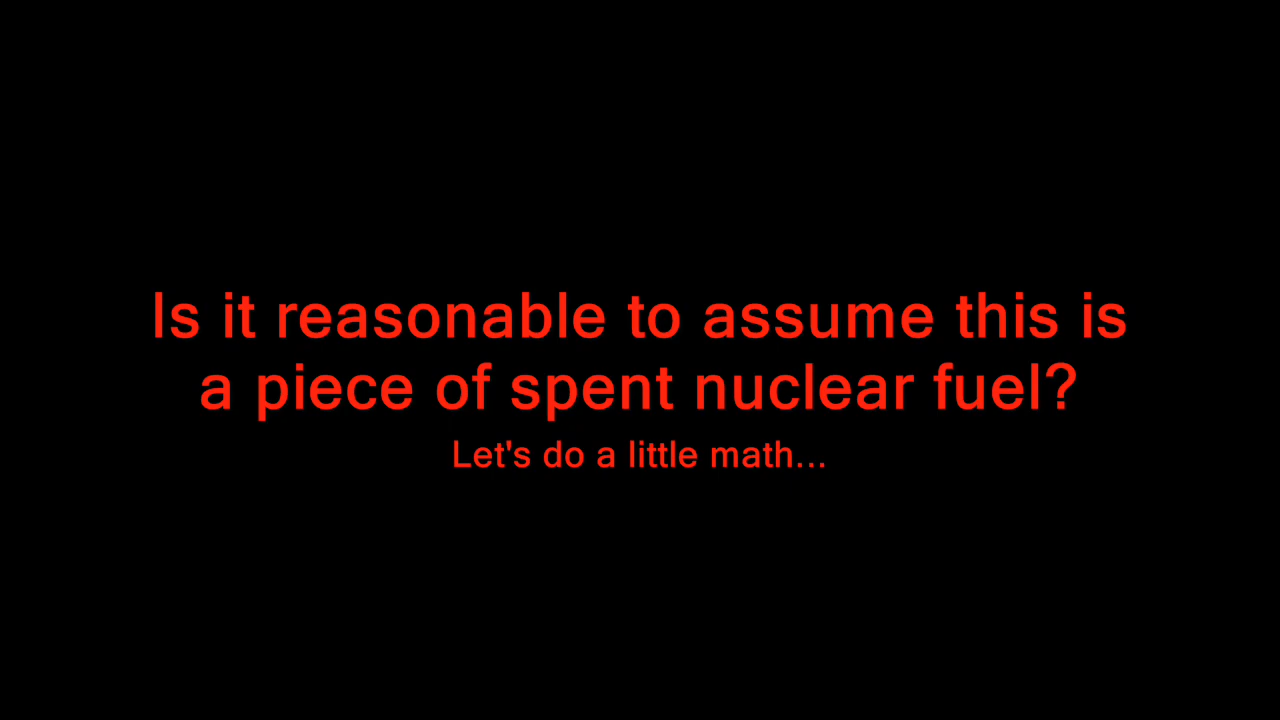 Is it reasonable to assume this is
a piece of spent nuclear fuel?
Let's do a little math...